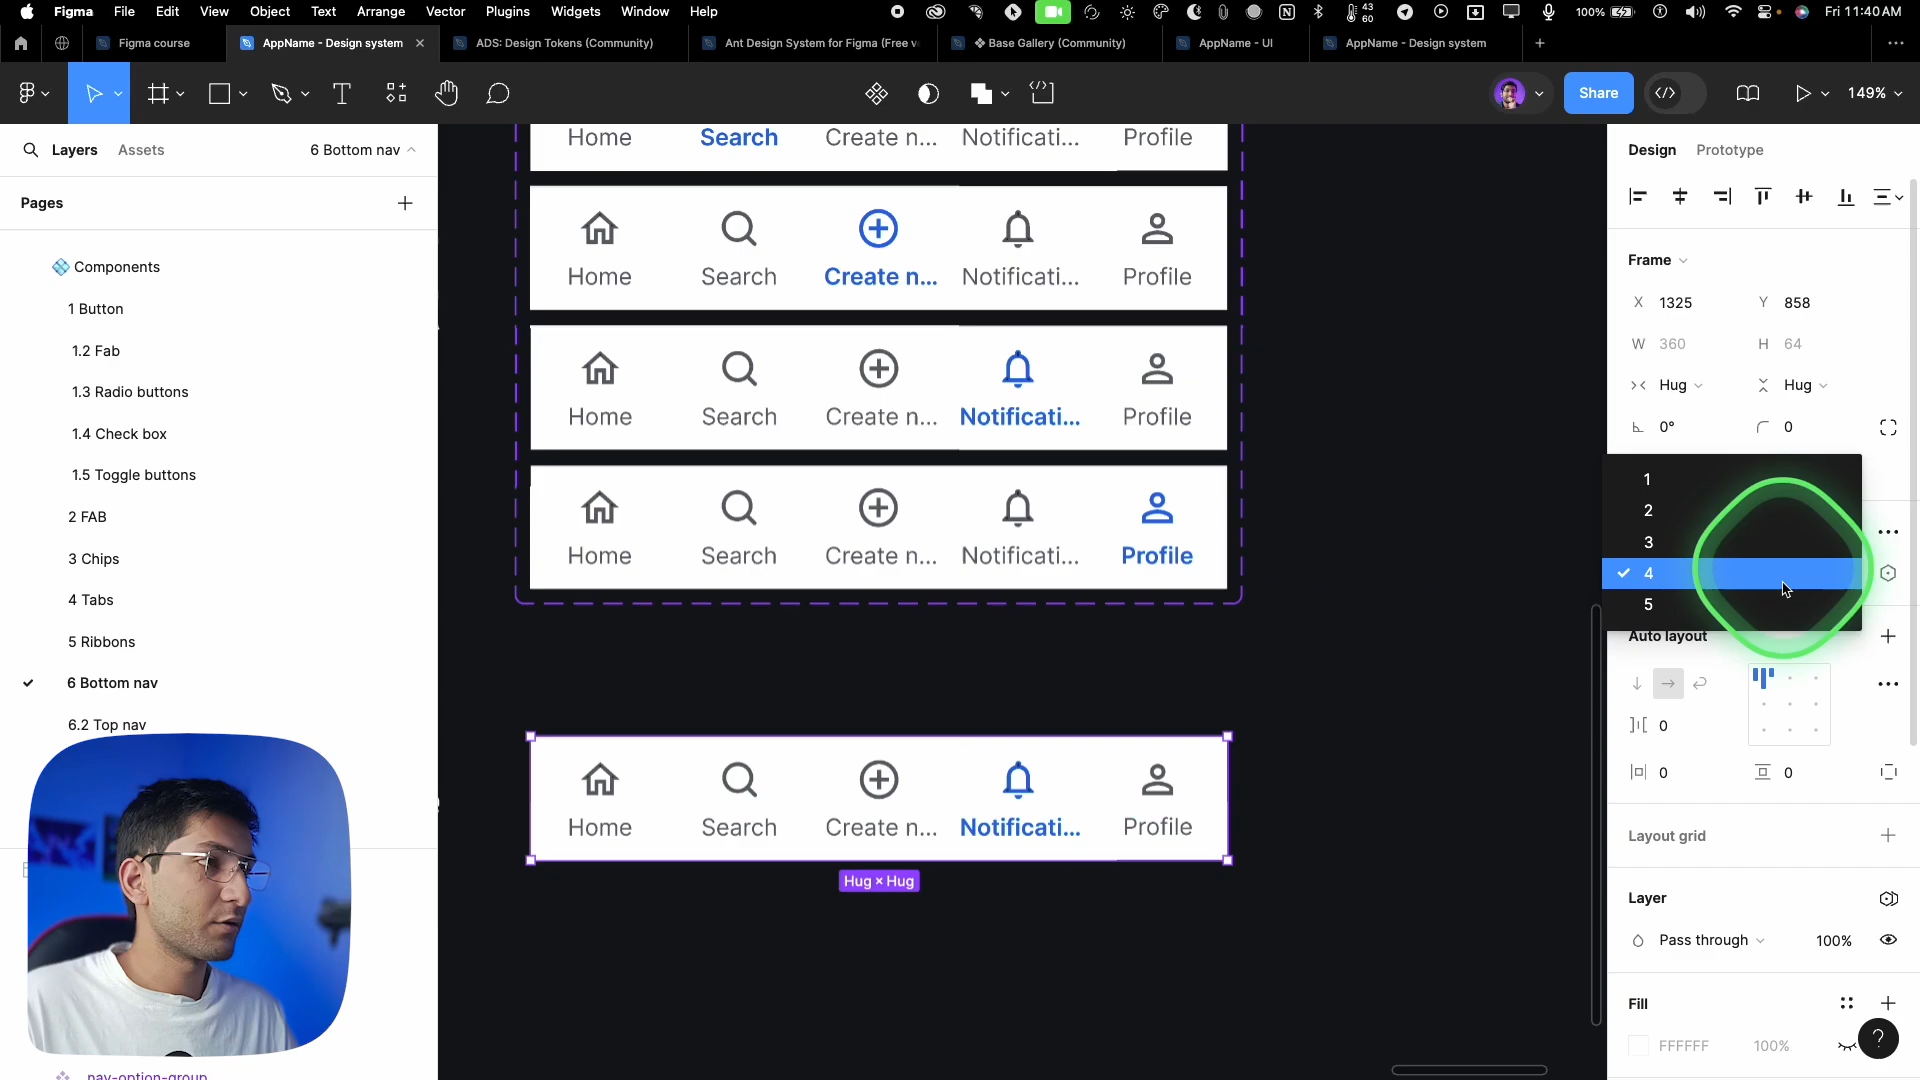 Figma File Edit View Object Text Arrange Vector Plugins Widgets Window Help
43
60
100%
Fri 11:40 AM
Figma course
AppName - Design system
ADS: Design Tokens (Community)
Ant Design System for Figma (Free v
Base Gallery (Community)
AppName - UI
AppName - Design system
Share
149%
Layers Assets 6 Bottom nav
Pages
Components
1 Button
1.2 Fab
1.3 Radio buttons
1.4 Check box
1.5 Toggle buttons
2 FAB
3 Chips
4 Tabs
5 Ribbons
6 Bottom nav
6.2 Top nav
nav-option-group
Home Search Create n... Notificati... Profile
Home Search Create n... Notificati... Profile
Home Search Create n... Notificati... Profile
Home Search Create n... Notificati... Profile
Home Search Create n... Notificati... Profile
Hug × Hug
Design Prototype
Frame
X 1325 Y 858
W 360 H 64
Hug Hug
0° 0
1
2
3
4
5
Auto layout
0
0 0
Layout grid
Layer
Pass through 100%
Fill
FFFFFF 100%
?